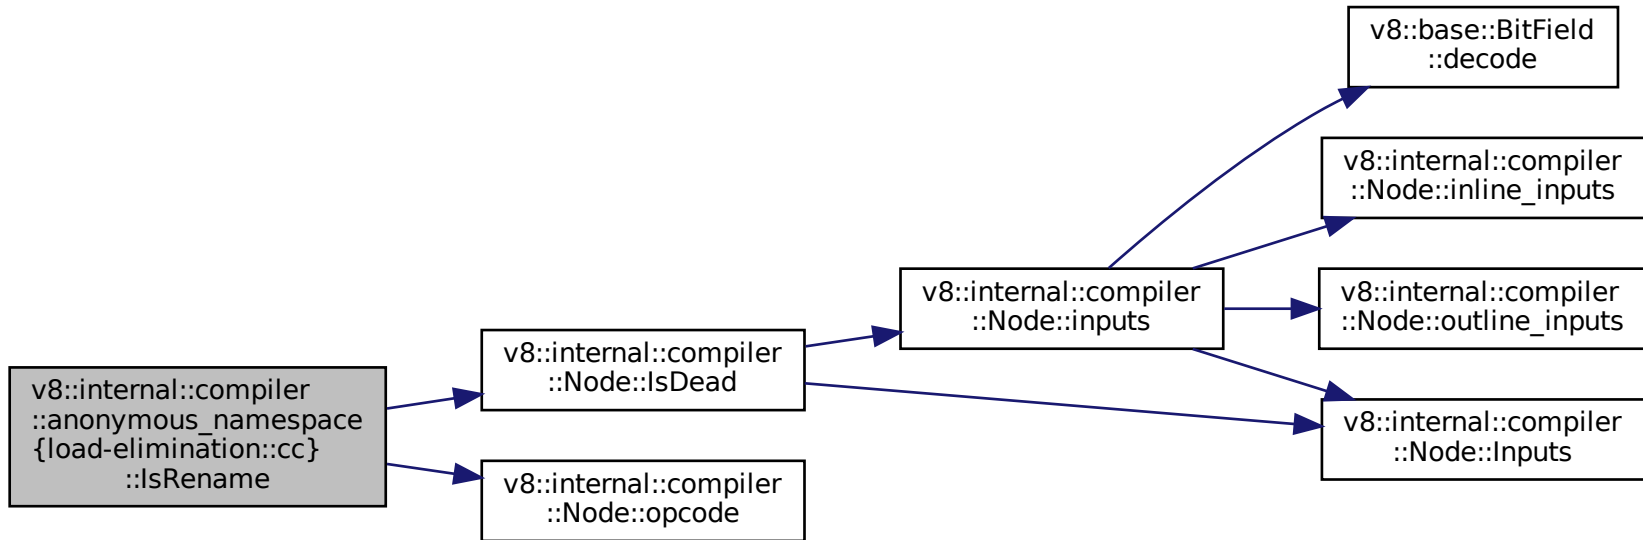 v8::internal::compiler
::anonymous_namespace
{load-elimination::cc}
::IsRename
v8::internal::compiler
::Node::IsDead
v8::internal::compiler
::Node::opcode
v8::internal::compiler
::Node::inputs
v8::base::BitField
::decode
v8::internal::compiler
::Node::inline_inputs
v8::internal::compiler
::Node::outline_inputs
v8::internal::compiler
::Node::Inputs